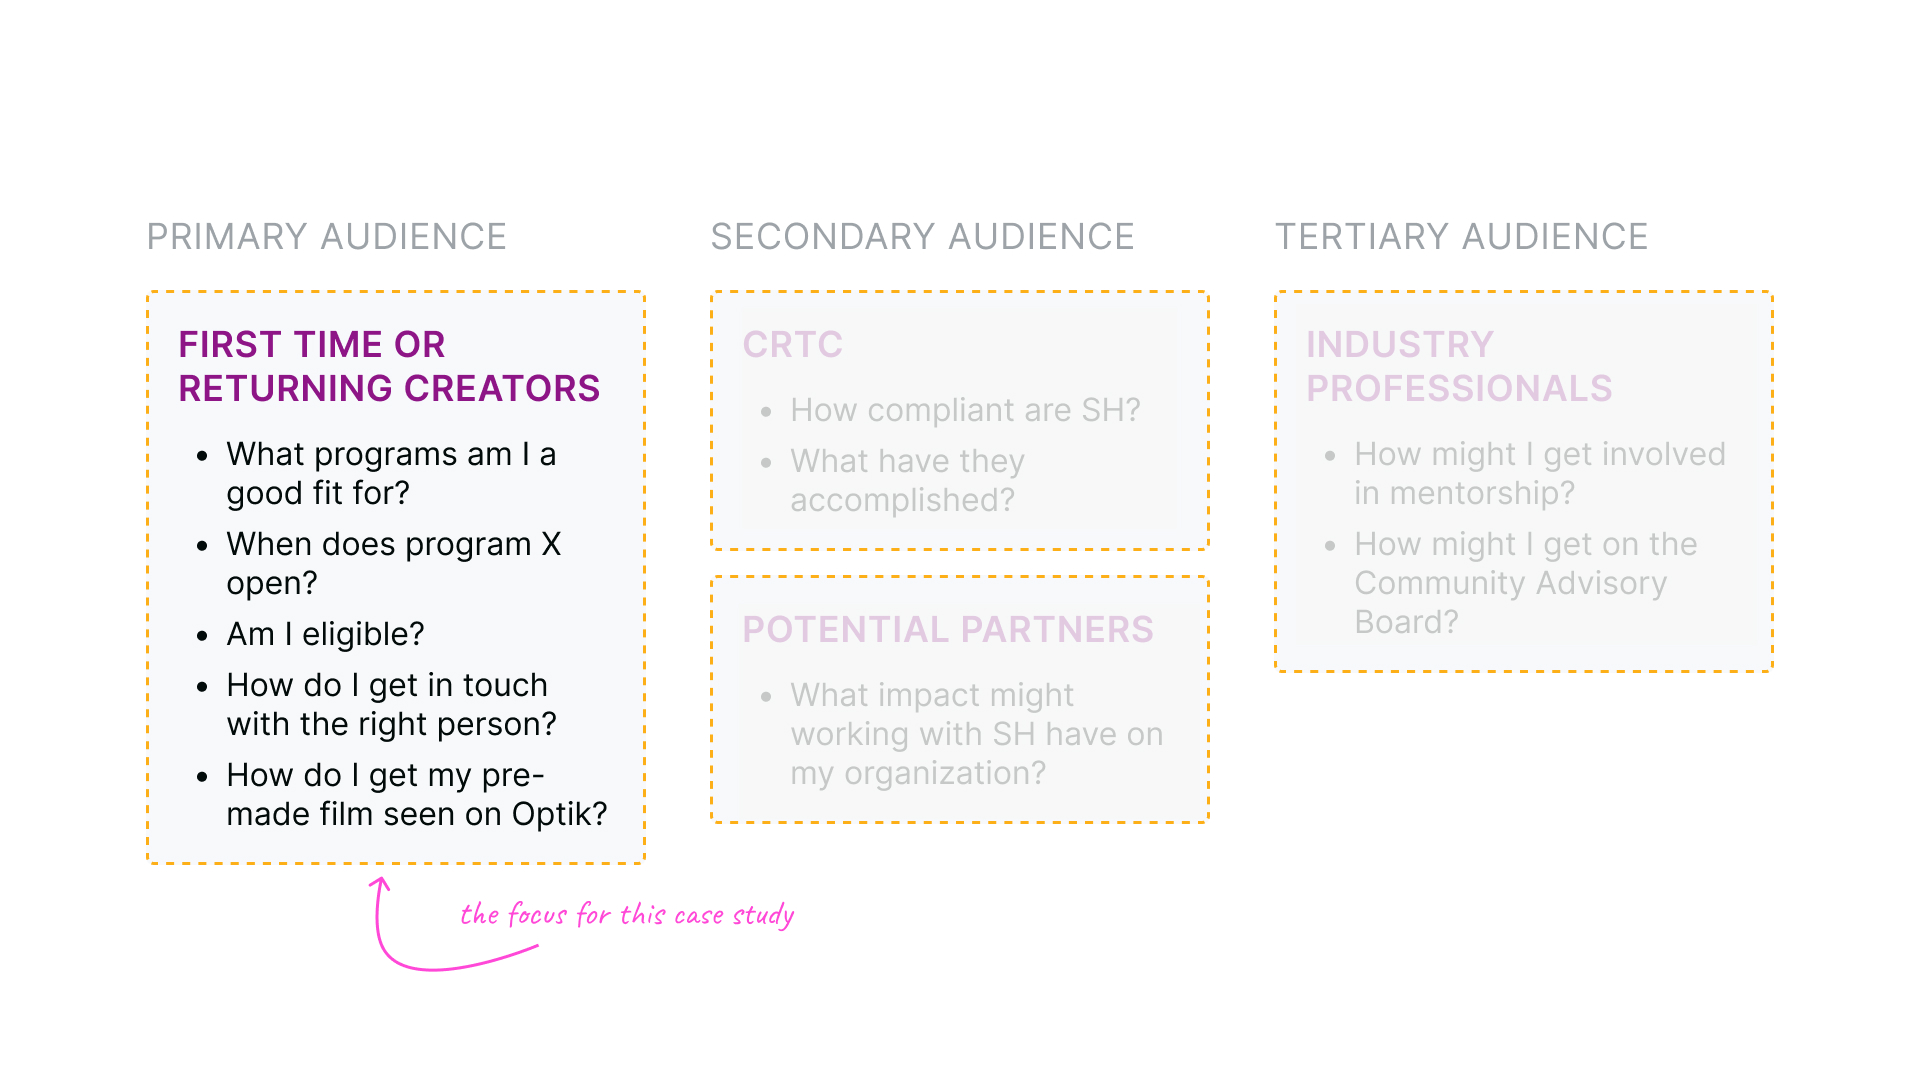 PRIMARY AUDIENCE
FIRST TIME OR
RETURNING CREATORS
• What programs am I a
good fit for?
• When does program X
open?
• Am I eligible?
• How do I get in touch
with the right person?
• How do I get my pre-
made film seen on Optik?
the focus for this case study
SECONDARY AUDIENCE
CRTC
• How compliant are SH?
• What have they
accomplished?
POTENTIAL PARTNERS
• What impact might
working with SH have on
my organization?
TERTIARY AUDIENCE
INDUSTRY
PROFESSIONALS
• How might I get involved
in mentorship?
• How might I get on the
Community Advisory
Board?